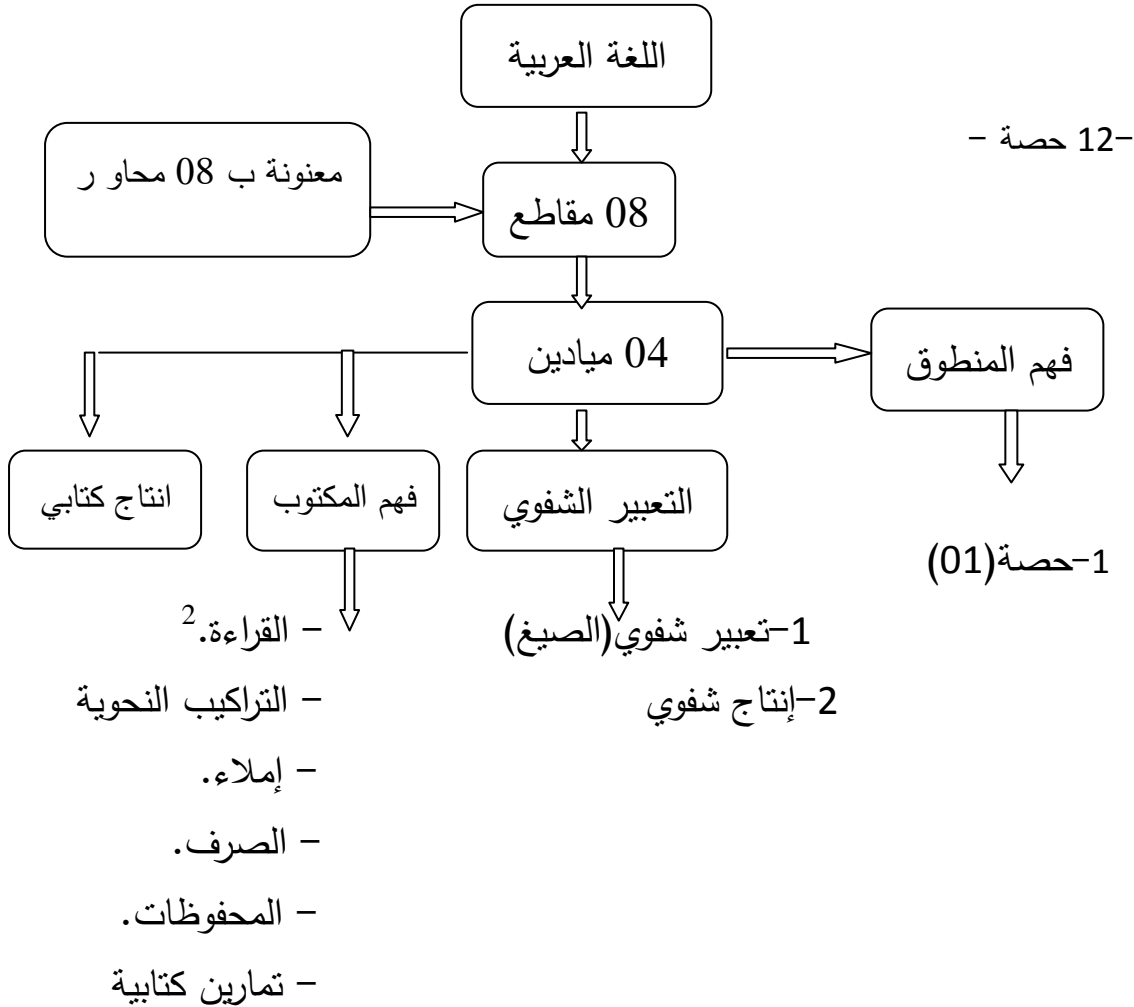 اللغة العربية
-12 حصة -
معنونة ب 08 محاو ر
08 مقاطع
04 ميادين
فهم المنطوق
التعبير الشفوي
فهم المكتوب
انتاج كتابي
1-حصة(01)
1-تعبير شفوي(الصيغ)
2-إنتاج شفوي
- القراءة.2
- التراكيب النحوية
- إملاء.
- الصرف.
- المحفوظات.
- تمارين كتابية